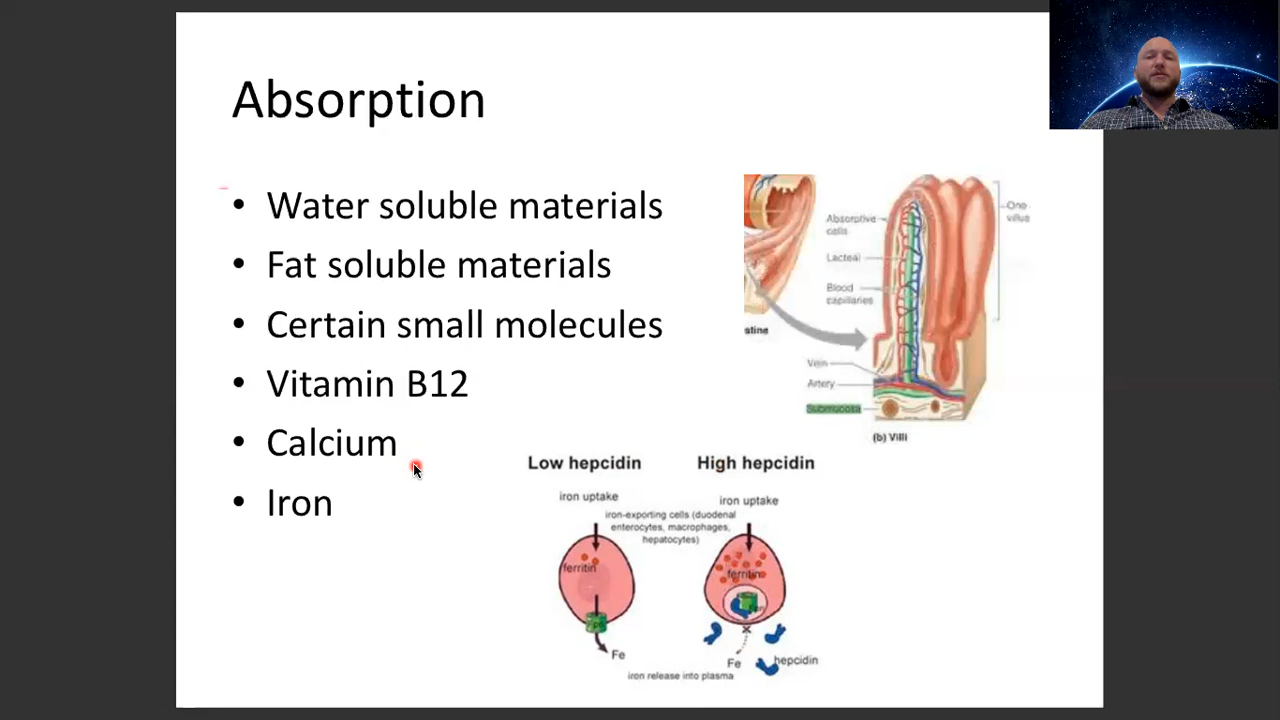 Absorption
• Water soluble materials
• Fat soluble materials
• Certain small molecules
• Vitamin B12
• Calcium
• Iron
Absorptive
cells
Lacteal
Blood
capillaries
One
villus
stine
Vein
Artery
Submucosa
(b) Villi
Low hepcidin
High hepcidin
iron uptake
iron uptake
iron-exporting cells (duodenal
enterocytes, macrophages,
hepatocytes)
ferritin
ferritin
Fe
Fe
hepcidin
iron release into plasma